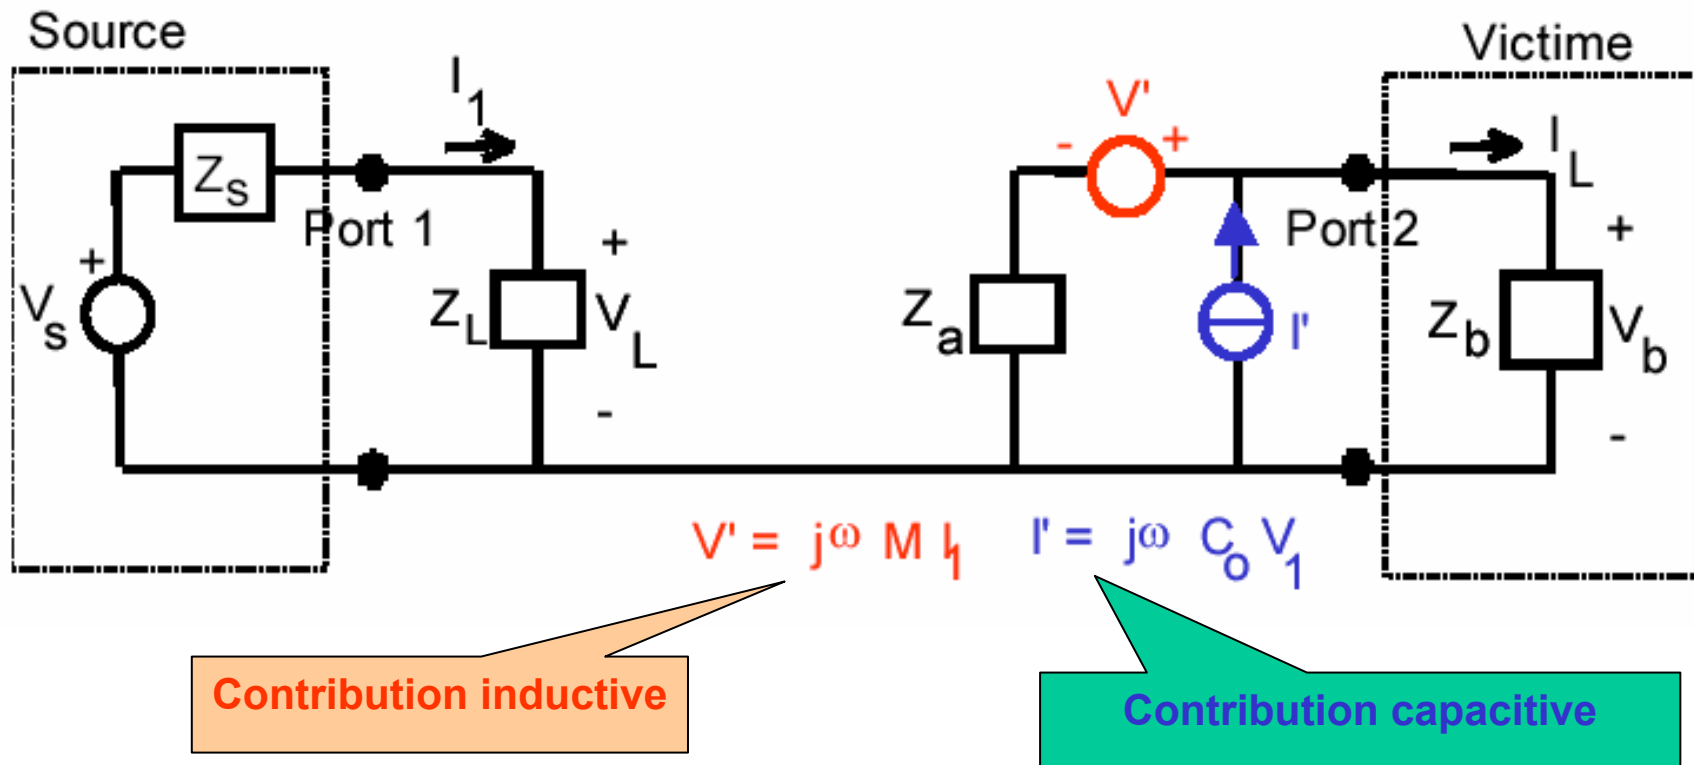 Source
Victime
I1
V'
- +
IL
Zs
Port 1
Port 2
+
Vs
ZL
+
VL
-
Za
I'
Zb
+
Vb
-
V' = jω M I1 I' = jω Co V1
Contribution inductive
Contribution capacitive